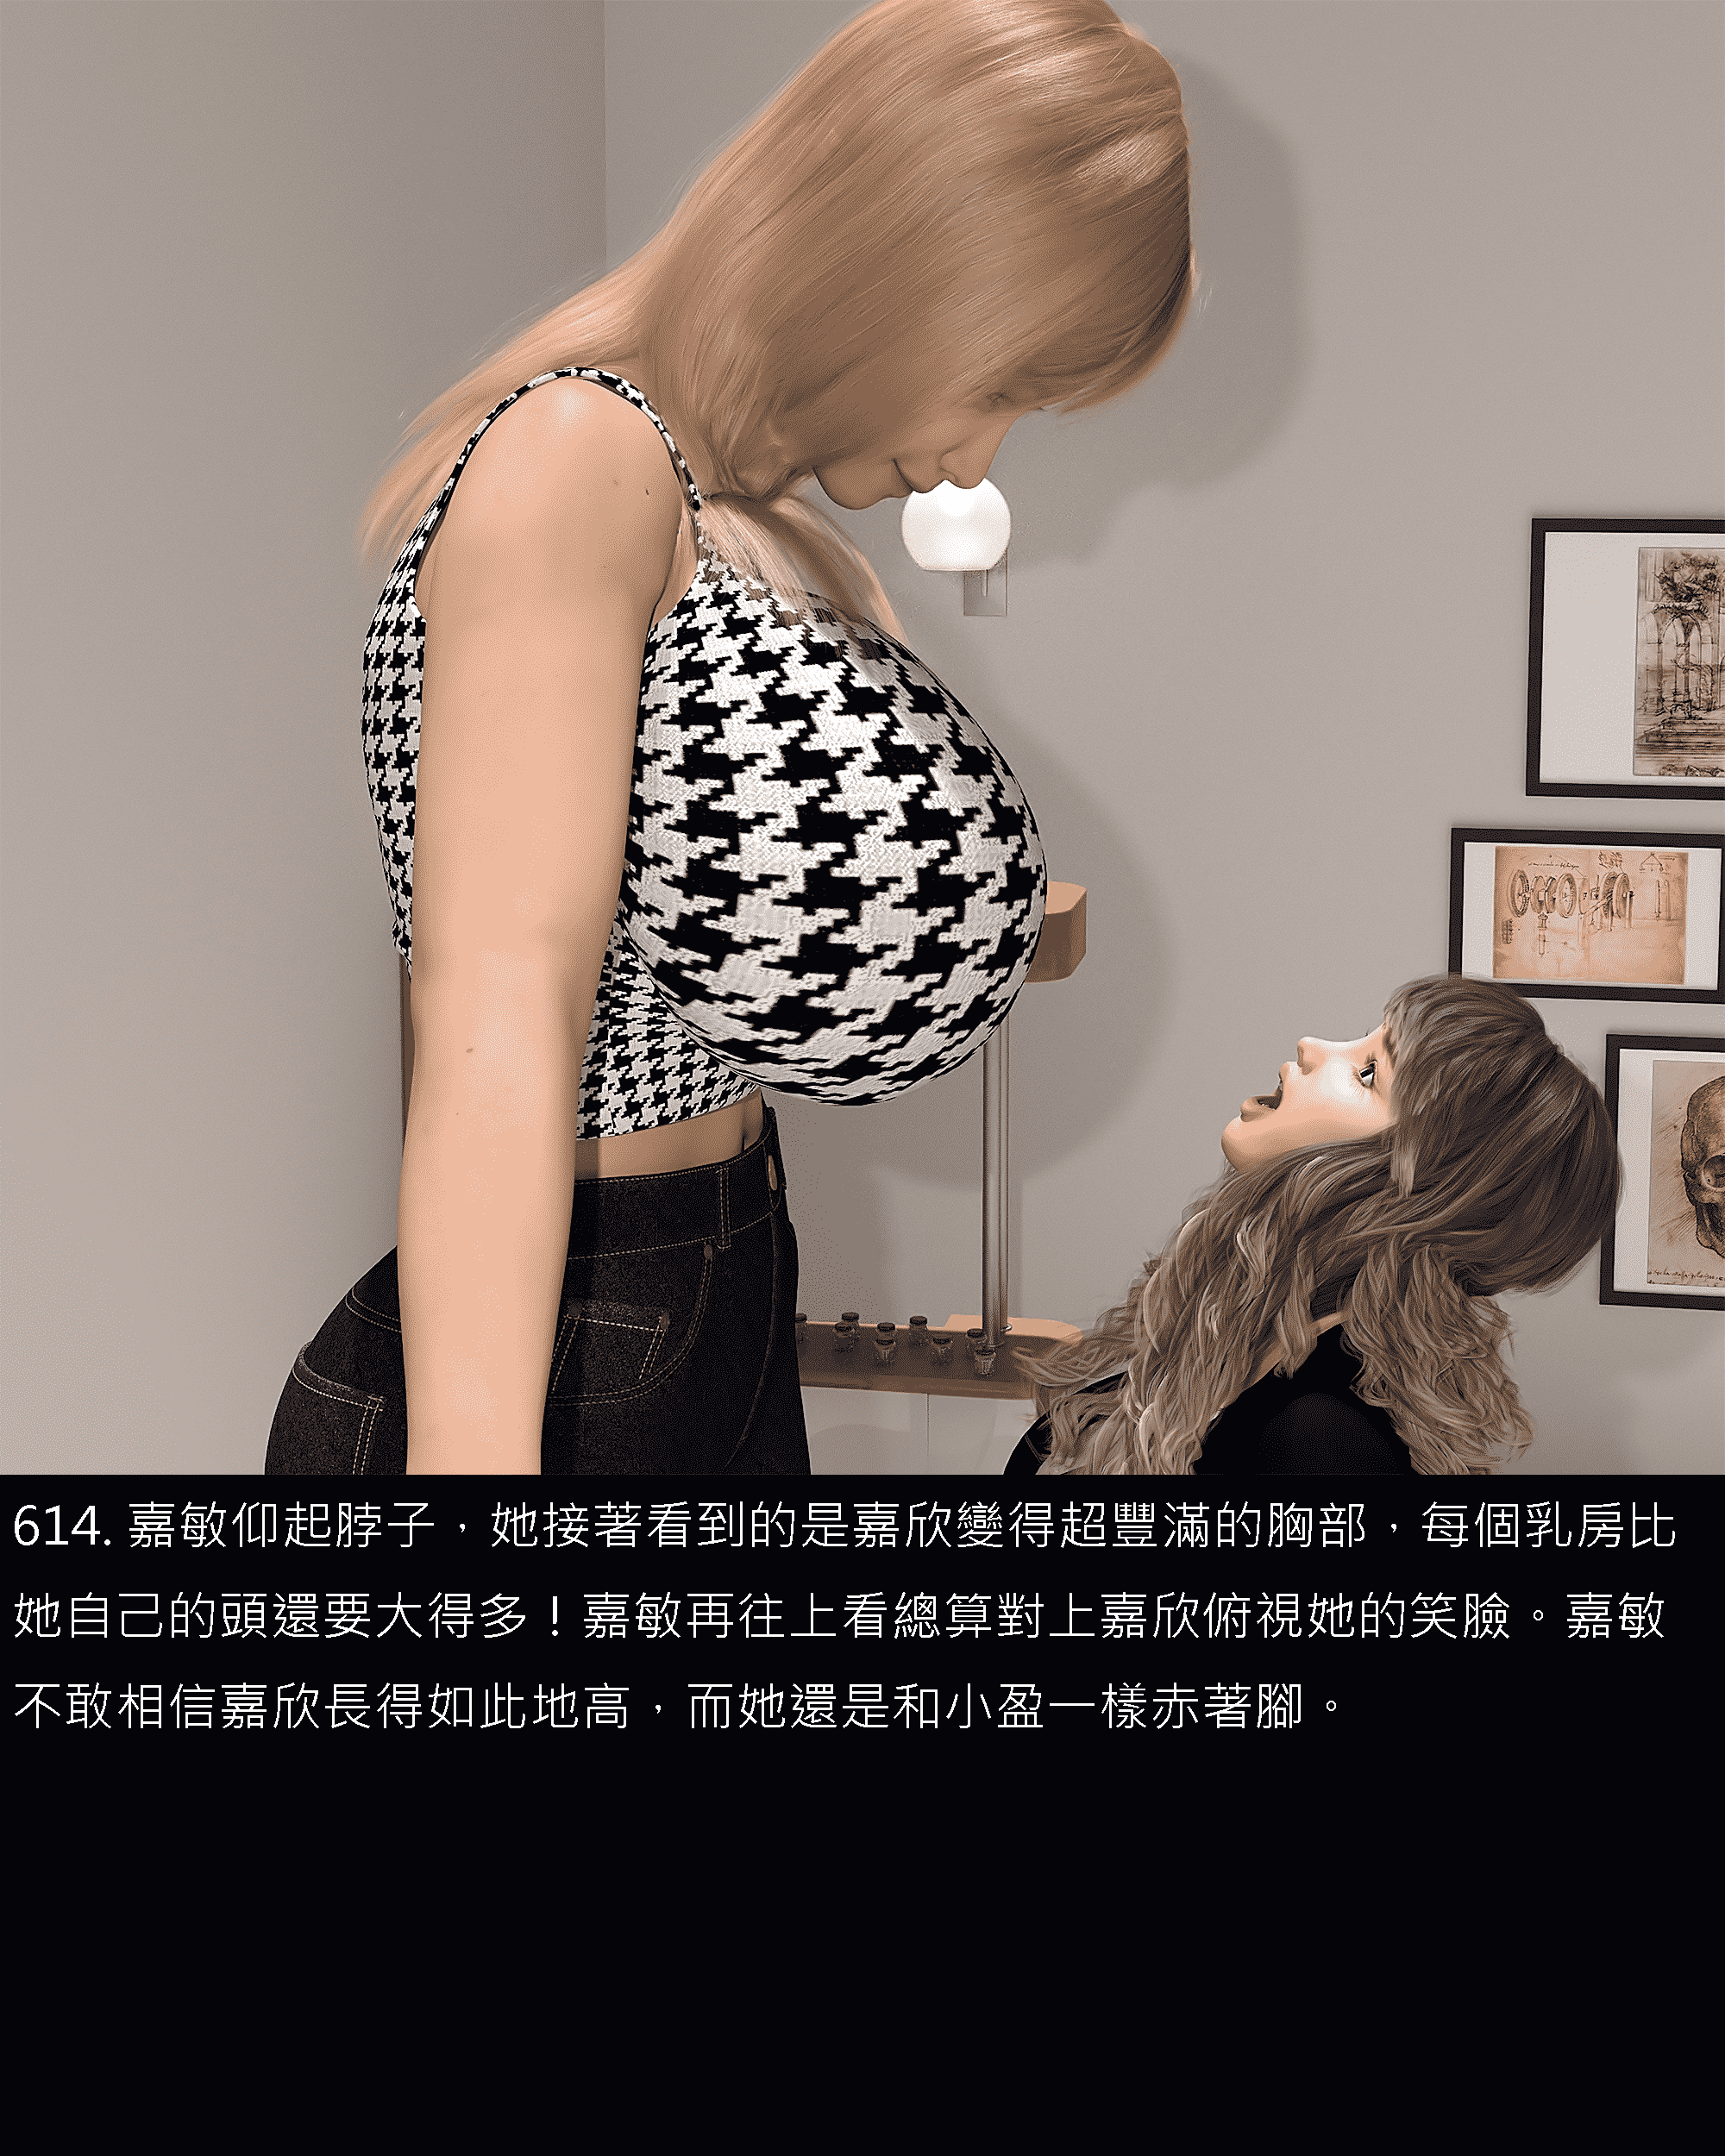 614. 嘉敏仰起脖子，她接著看到的是嘉欣變得超豐滿的胸部，每個乳房比
她自己的頭還要大得多！嘉敏再往上看總算對上嘉欣俯視她的笑臉。嘉敏
不敢相信嘉欣長得如此地高，而她還是和小盈一樣赤著腳。